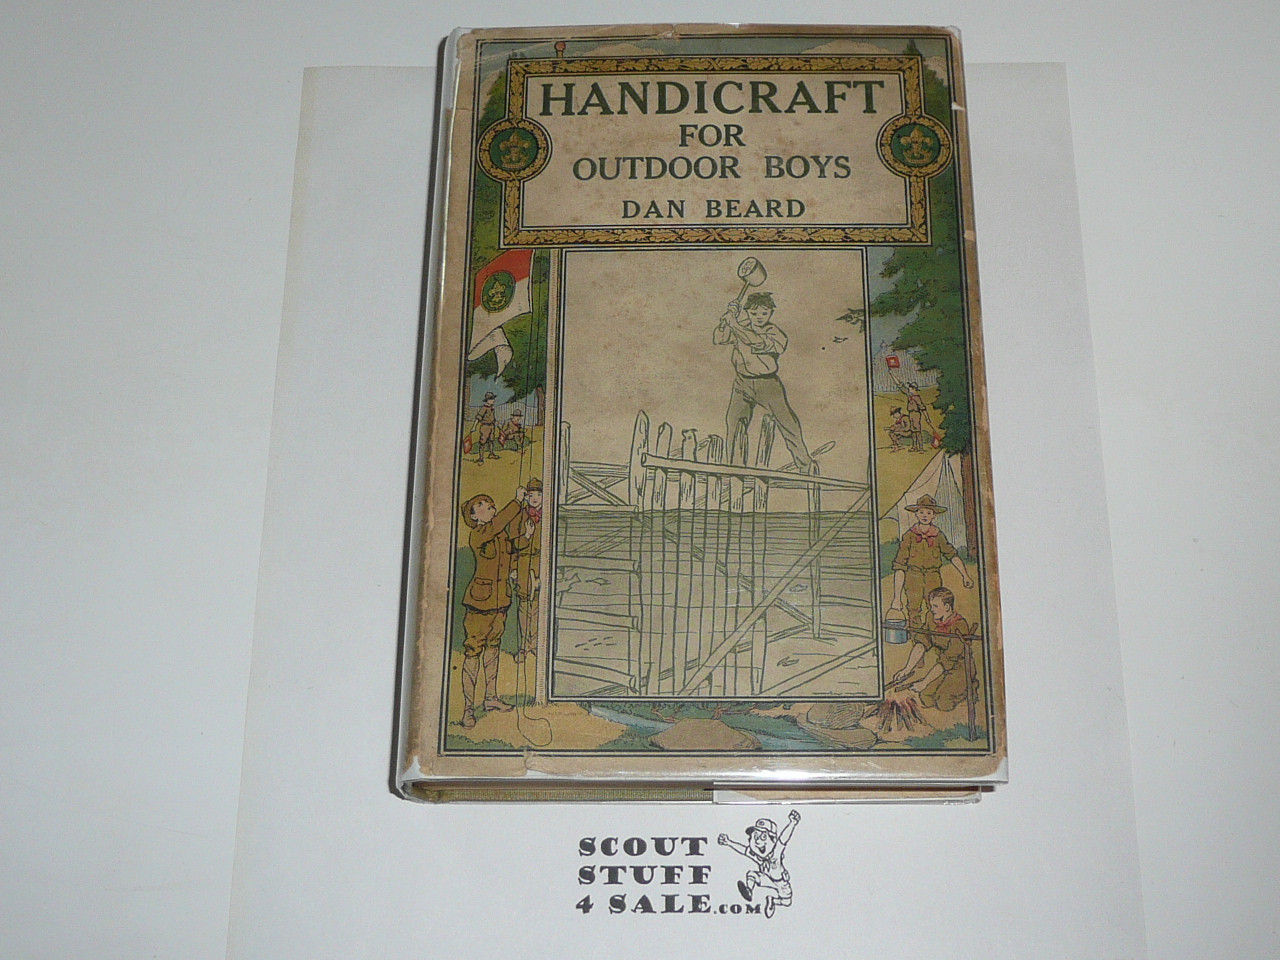 HANDICRAFT
FOR
OUTDOOR BOYS
DAN BEARD
SCOUT
STUFF
4 SALE.COM